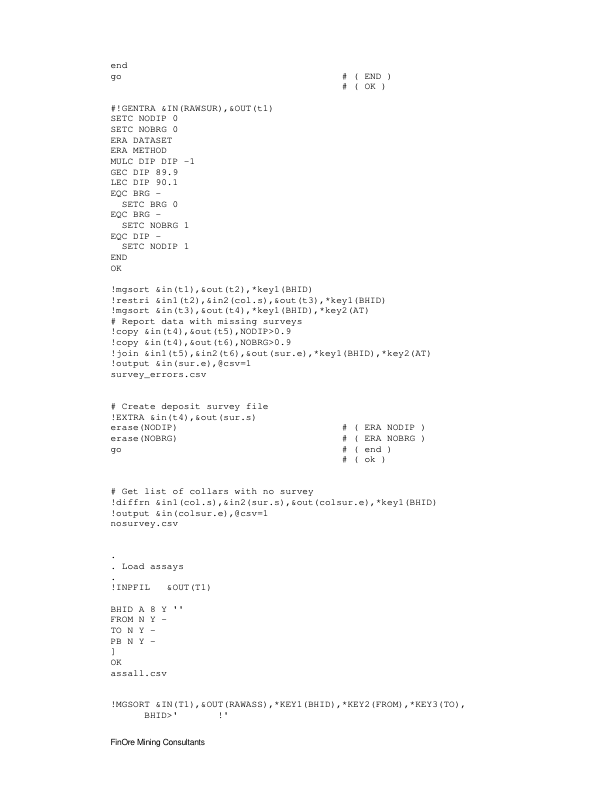 end
go # ( END )
# ( OK )
#!GENTRA &IN(RAWSUR),&OUT(t1)
SETC NODIP 0
SETC NOBRG 0
ERA DATASET
ERA METHOD
MULC DIP DIP -1
GEC DIP 89.9
LEC DIP 90.1
EQC BRG -
SETC BRG 0
EQC BRG -
SETC NOBRG 1
EQC DIP -
SETC NODIP 1
END
OK
!mgsort &in(t1),&out(t2),*key1(BHID)
!restri &in1(t2),&in2(col.s),&out(t3),*key1(BHID)
!mgsort &in(t3),&out(t4),*key1(BHID),*key2(AT)
# Report data with missing surveys
!copy &in(t4),&out(t5),NODIP>0.9
!copy &in(t4),&out(t6),NOBRG>0.9
!join &in1(t5),&in2(t6),&out(sur.e),*key1(BHID),*key2(AT)
!output &in(sur.e),@csv=1
survey_errors.csv
# Create deposit survey file
!EXTRA &in(t4),&out(sur.s)
erase(NODIP) # ( ERA NODIP )
erase(NOBRG) # ( ERA NOBRG )
go # ( end )
# ( ok )
# Get list of collars with no survey
!diffrn &in1(col.s),&in2(sur.s),&out(colsur.e),*key1(BHID)
!output &in(colsur.e),@csv=1
nosurvey.csv
.
. Load assays
.
!INPFIL &OUT(T1)
BHID A 8 Y ''
FROM N Y -
TO N Y -
PB N Y -
]
OK
assall.csv
!MGSORT &IN(T1),&OUT(RAWASS),*KEY1(BHID),*KEY2(FROM),*KEY3(TO),
BHID>' !'
FinOre Mining Consultants